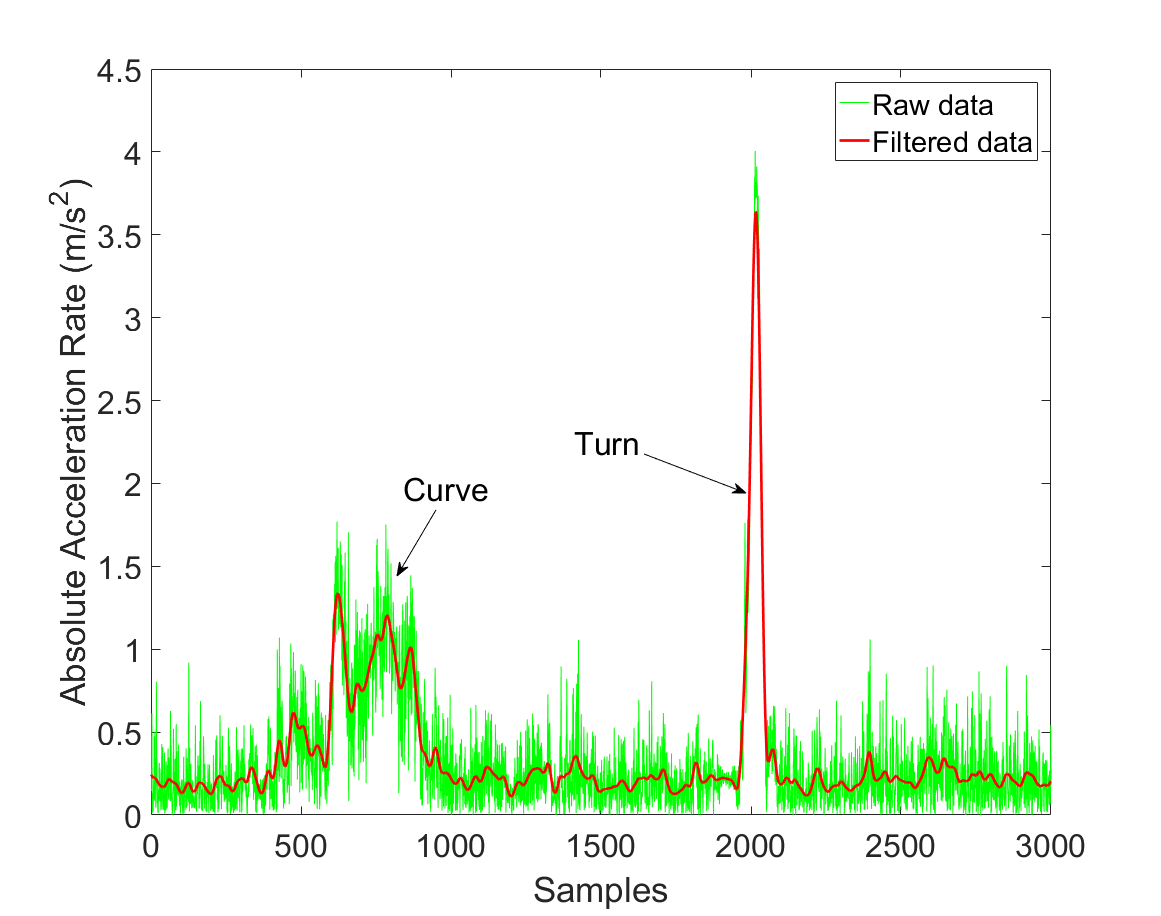 Absolute Acceleration Rate (m/s²)
4.5
4
3.5
3
2.5
2
1.5
1
0.5
0
Raw data
Filtered data
Turn
Curve
0 500 1000 1500 2000 2500 3000
Samples